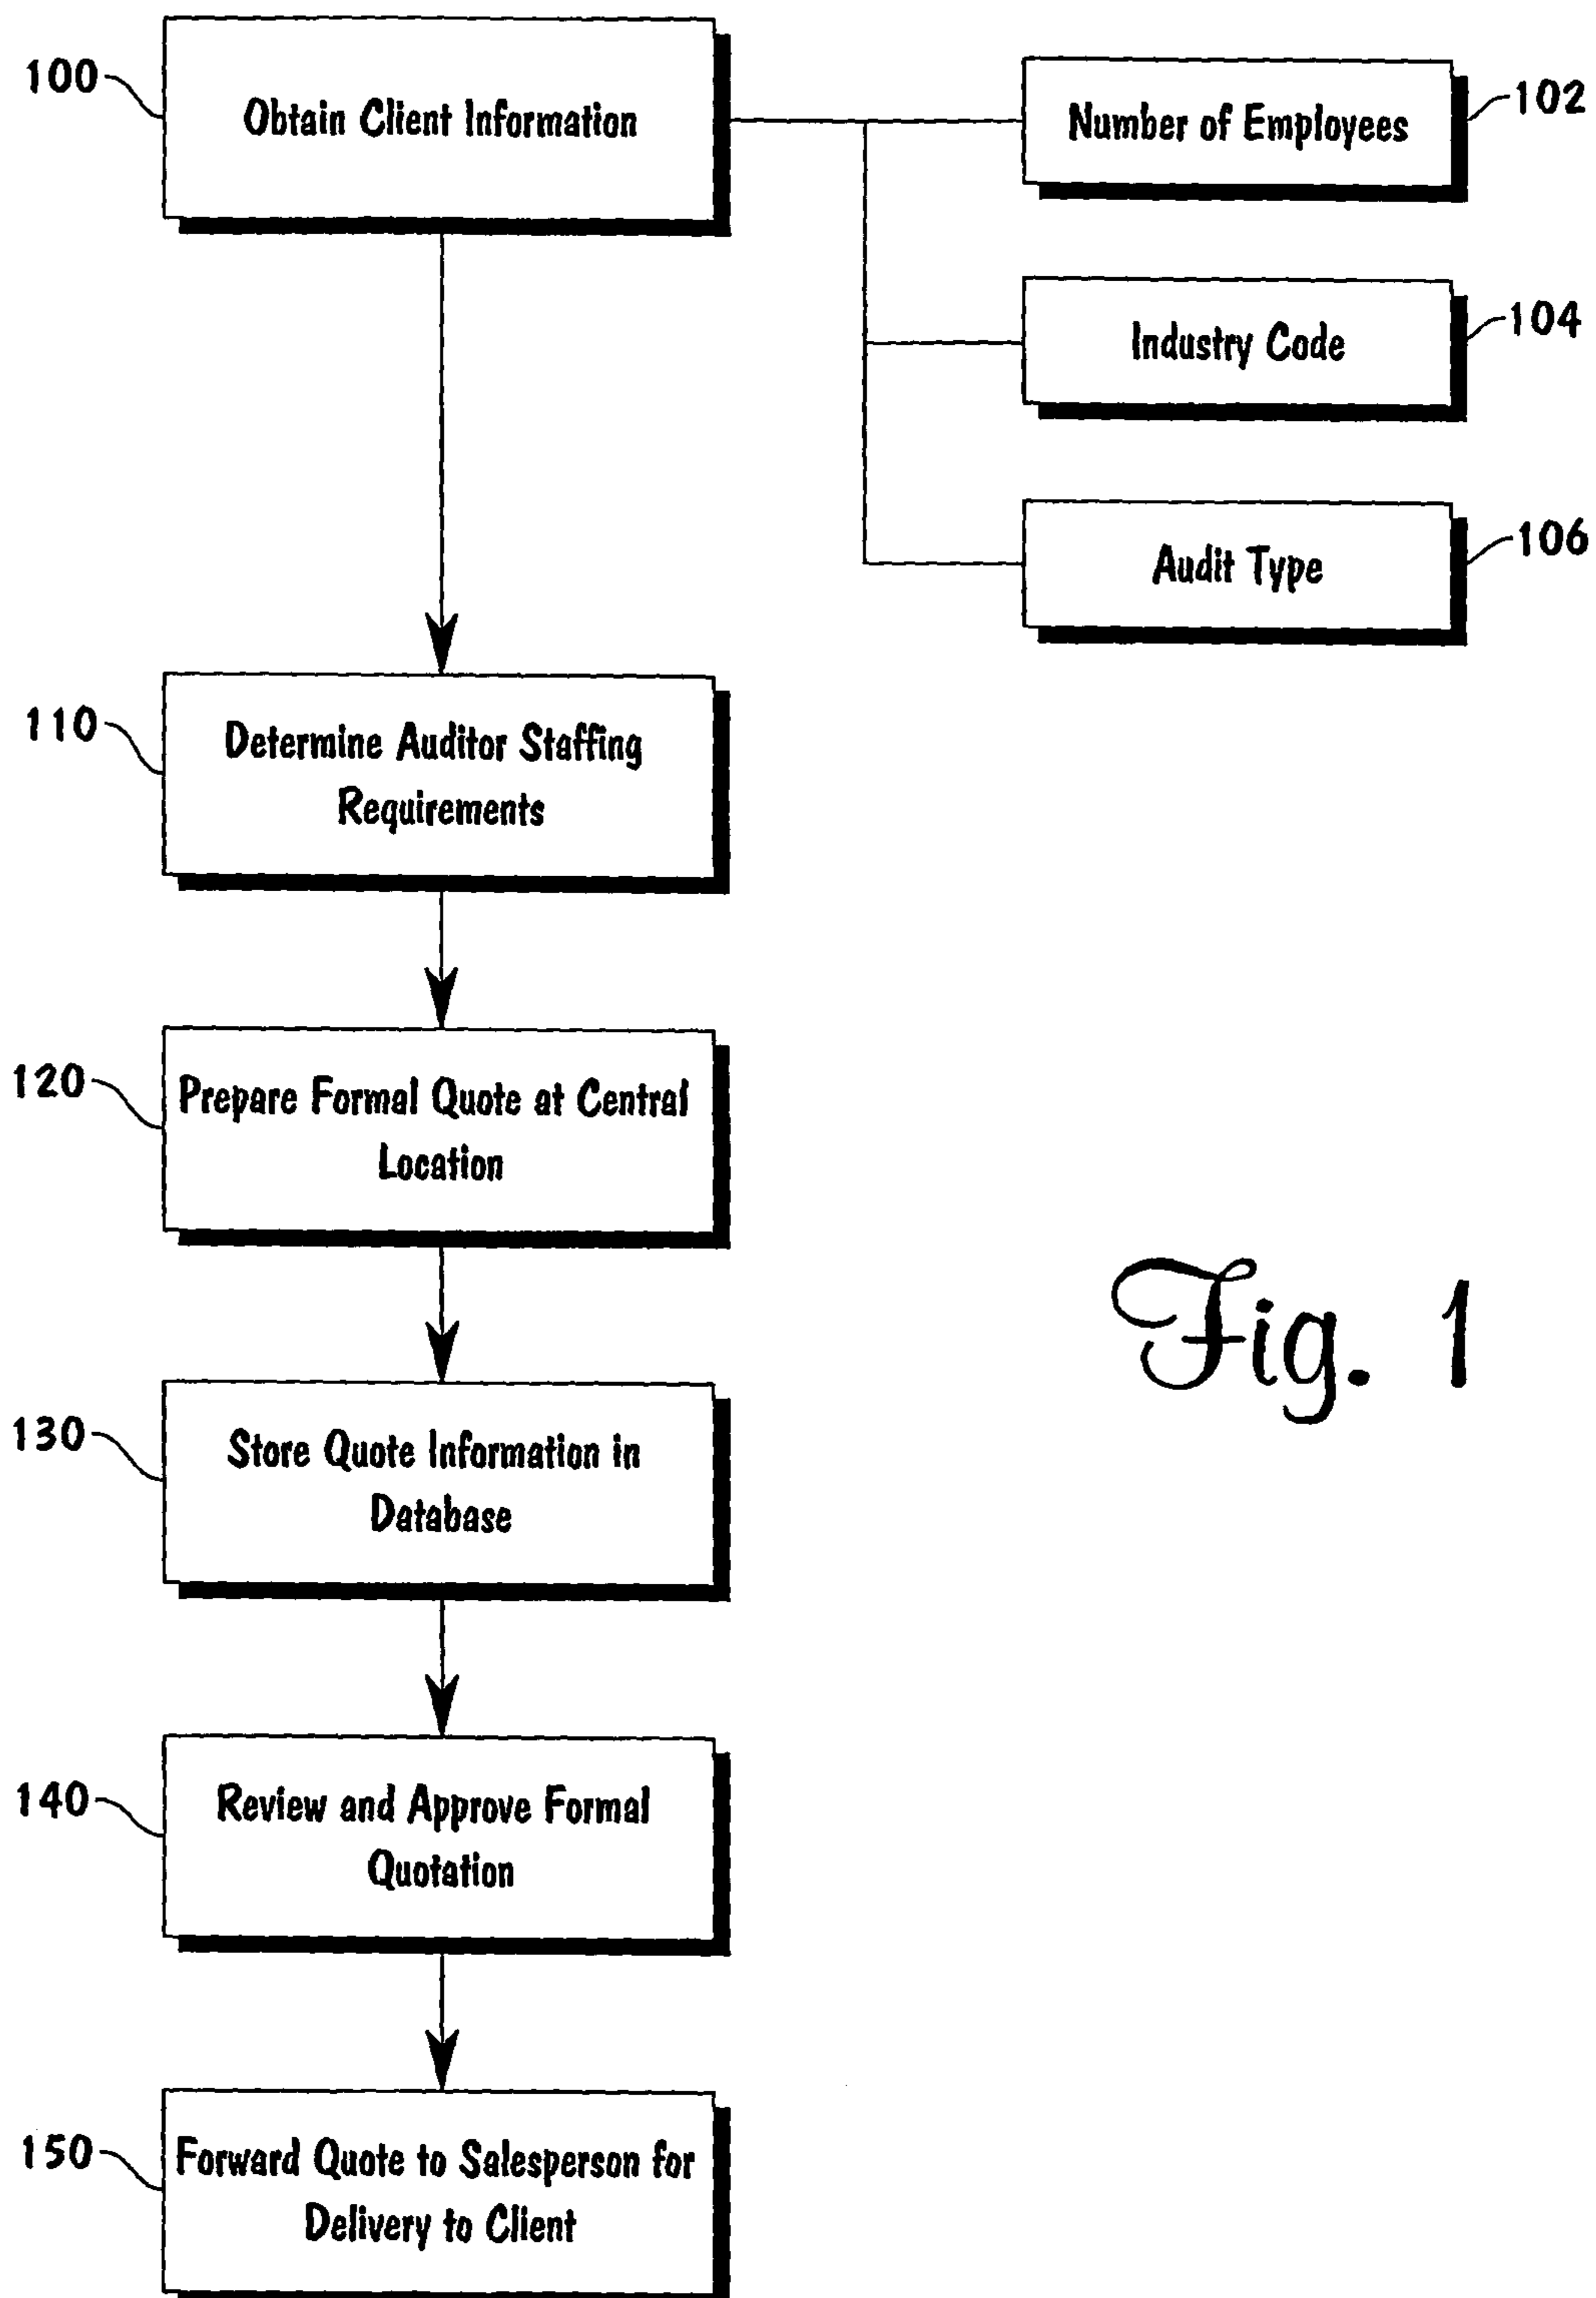 100
Obtain Client Information
Number of Employees
102
Industry Code
104
Audit Type
106
110
Determine Auditor Staffing
Requirements
120
Prepare Formal Quote at Central
Location
Fig. 1
130
Store Quote Information in
Database
140
Review and Approve Formal
Quotation
150
Forward Quote to Salesperson for
Delivery to Client